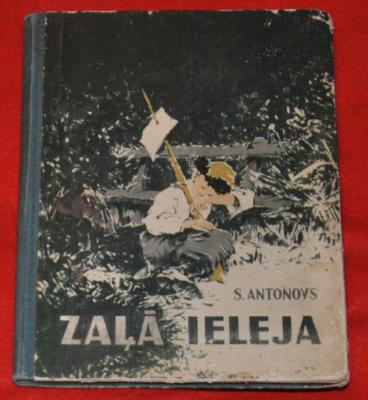 S. ANTONOVS
ZAĻĀ IELEJA